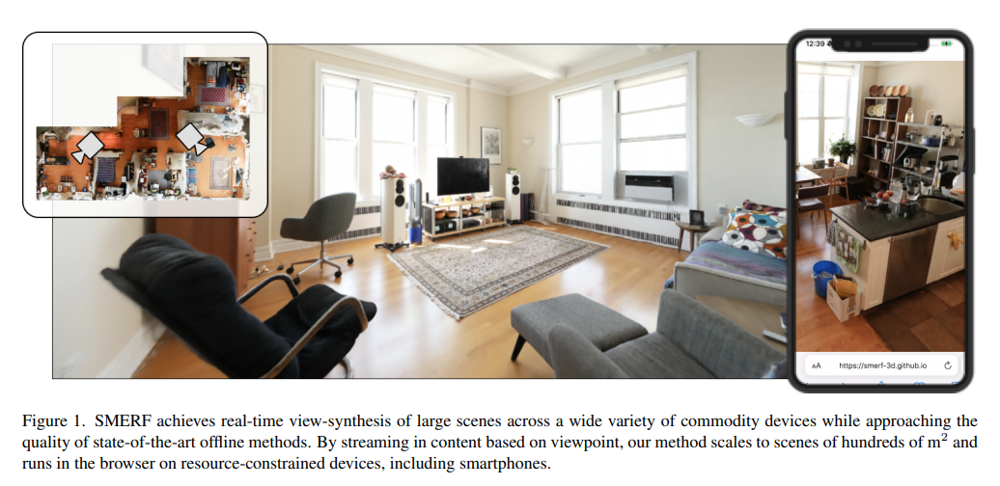 12:39
AA https://smerf-3d.github.io
Figure 1. SMERF achieves real-time view-synthesis of large scenes across a wide variety of commodity devices while approaching the
quality of state-of-the-art offline methods. By streaming in content based on viewpoint, our method scales to scenes of hundreds of m² and
runs in the browser on resource-constrained devices, including smartphones.